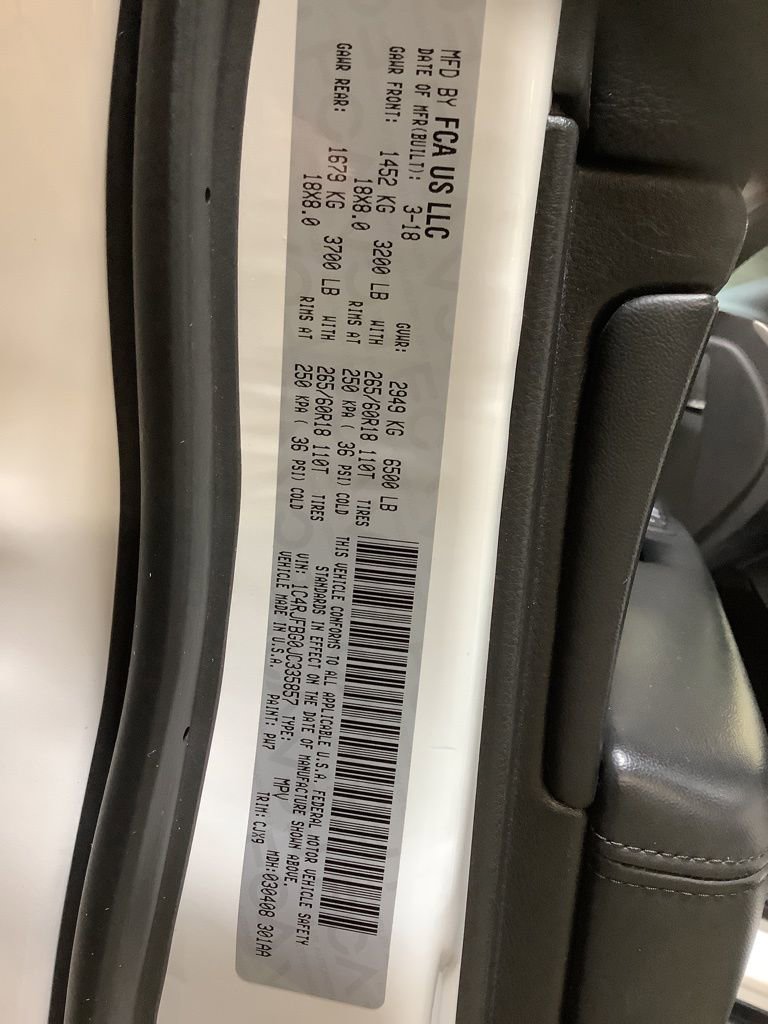 MFD BY FCA US LLC
DATE OF MFR(BUILT): 3-18 GVWR: 2949 KG 6500 LB
GAWR FRONT: 1452 KG 3200 LB WITH 265/60R18 110T TIRES
18X8.0 RIMS AT 250 KPA ( 36 PSI) COLD
GAWR REAR: 1679 KG 3700 LB WITH 265/60R18 110T TIRES
18X8.0 RIMS AT 250 KPA ( 36 PSI) COLD
THIS VEHICLE CONFORMS TO ALL APPLICABLE U.S.A. FEDERAL MOTOR VEHICLE SAFETY
STANDARDS IN EFFECT ON THE DATE OF MANUFACTURE SHOWN ABOVE.
VIN: 1C4RJFBG0JC335857 TYPE: MPV MDH:030408 301AA
VEHICLE MADE IN U.S.A. PAINT: PW7 TRIM: CJX9